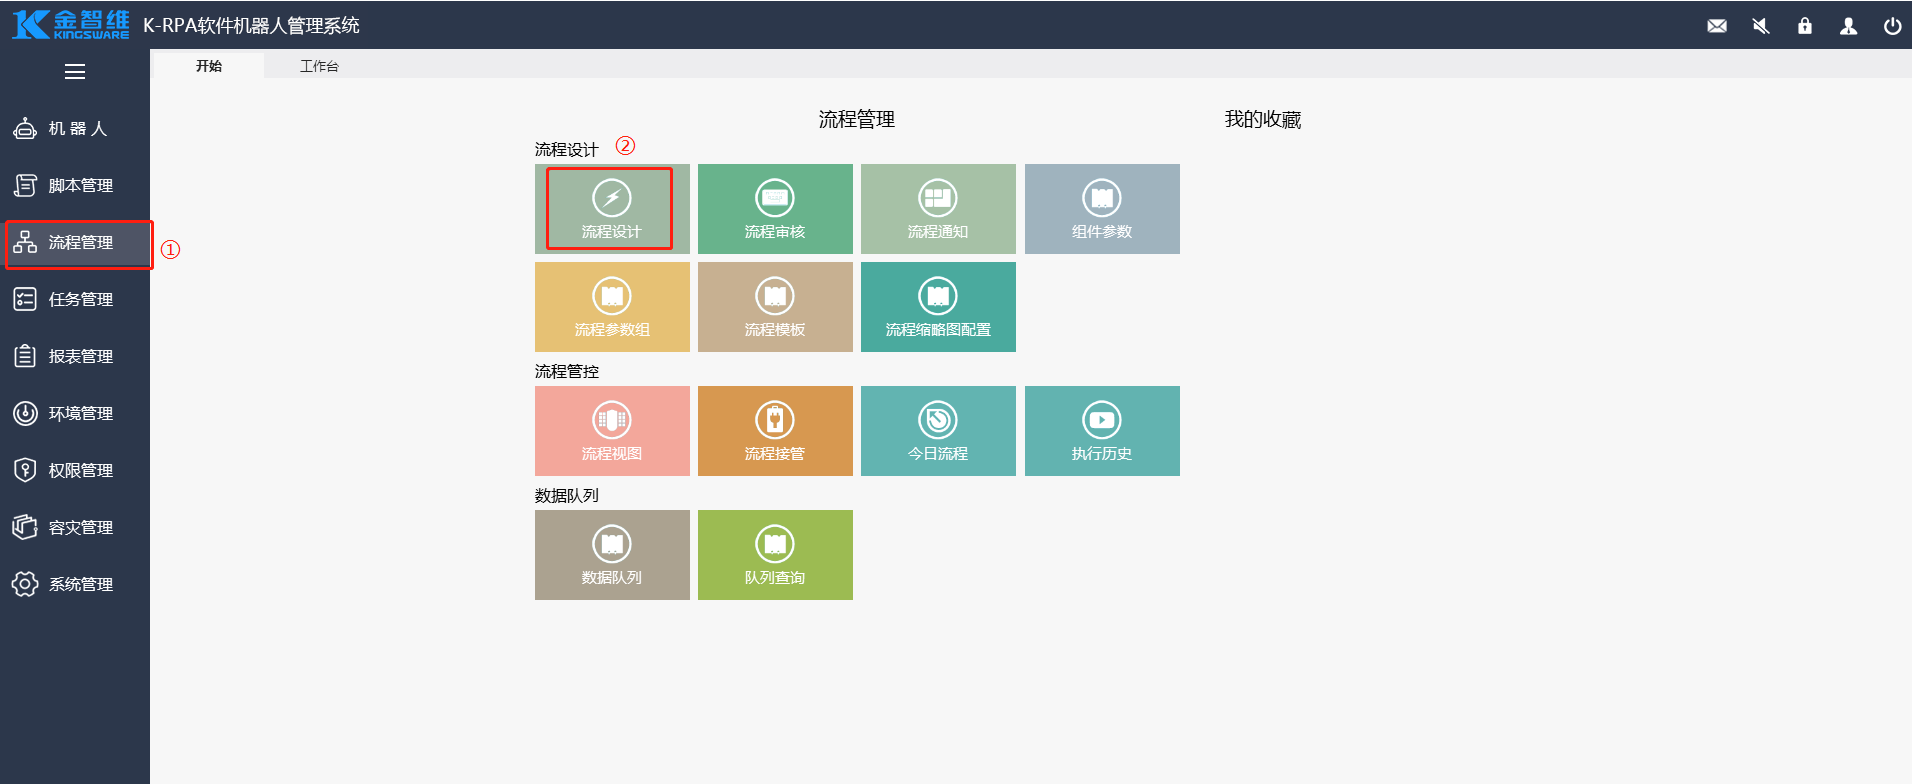 金智维 KINGSWARE K-RPA软件机器人管理系统
开始 工作台
机 器 人
脚本管理
流程管理 ①
任务管理
报表管理
环境管理
权限管理
容灾管理
系统管理
流程管理 我的收藏
流程设计 ②
流程设计 流程审核 流程通知 组件参数
流程参数组 流程模板 流程缩略图配置
流程管控
流程视图 流程接管 今日流程 执行历史
数据队列
数据队列 队列查询